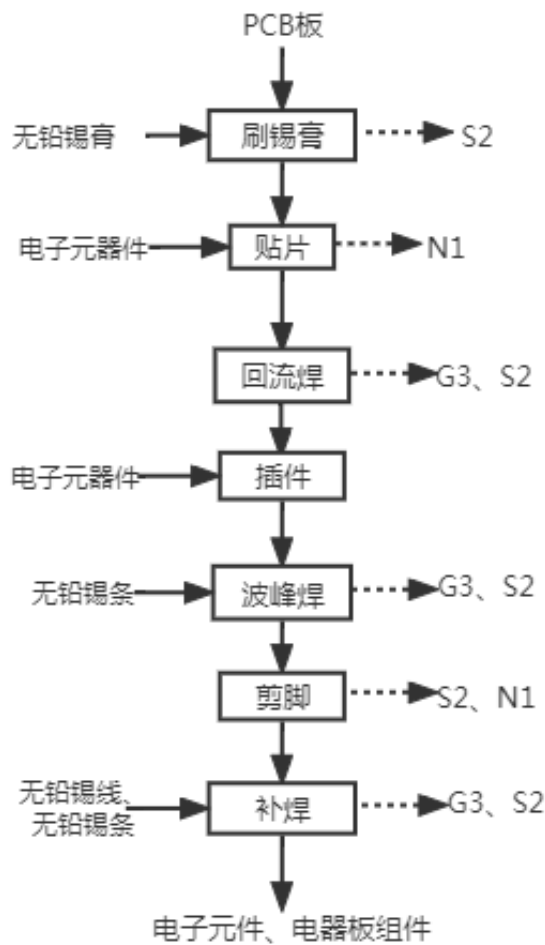 PCB板
无铅锡膏
刷锡膏
S2
电子元器件
贴片
N1
回流焊
G3、S2
电子元器件
插件
无铅锡条
波峰焊
G3、S2
剪脚
S2、N1
无铅锡线、
无铅锡条
补焊
G3、S2
电子元件、电器板组件